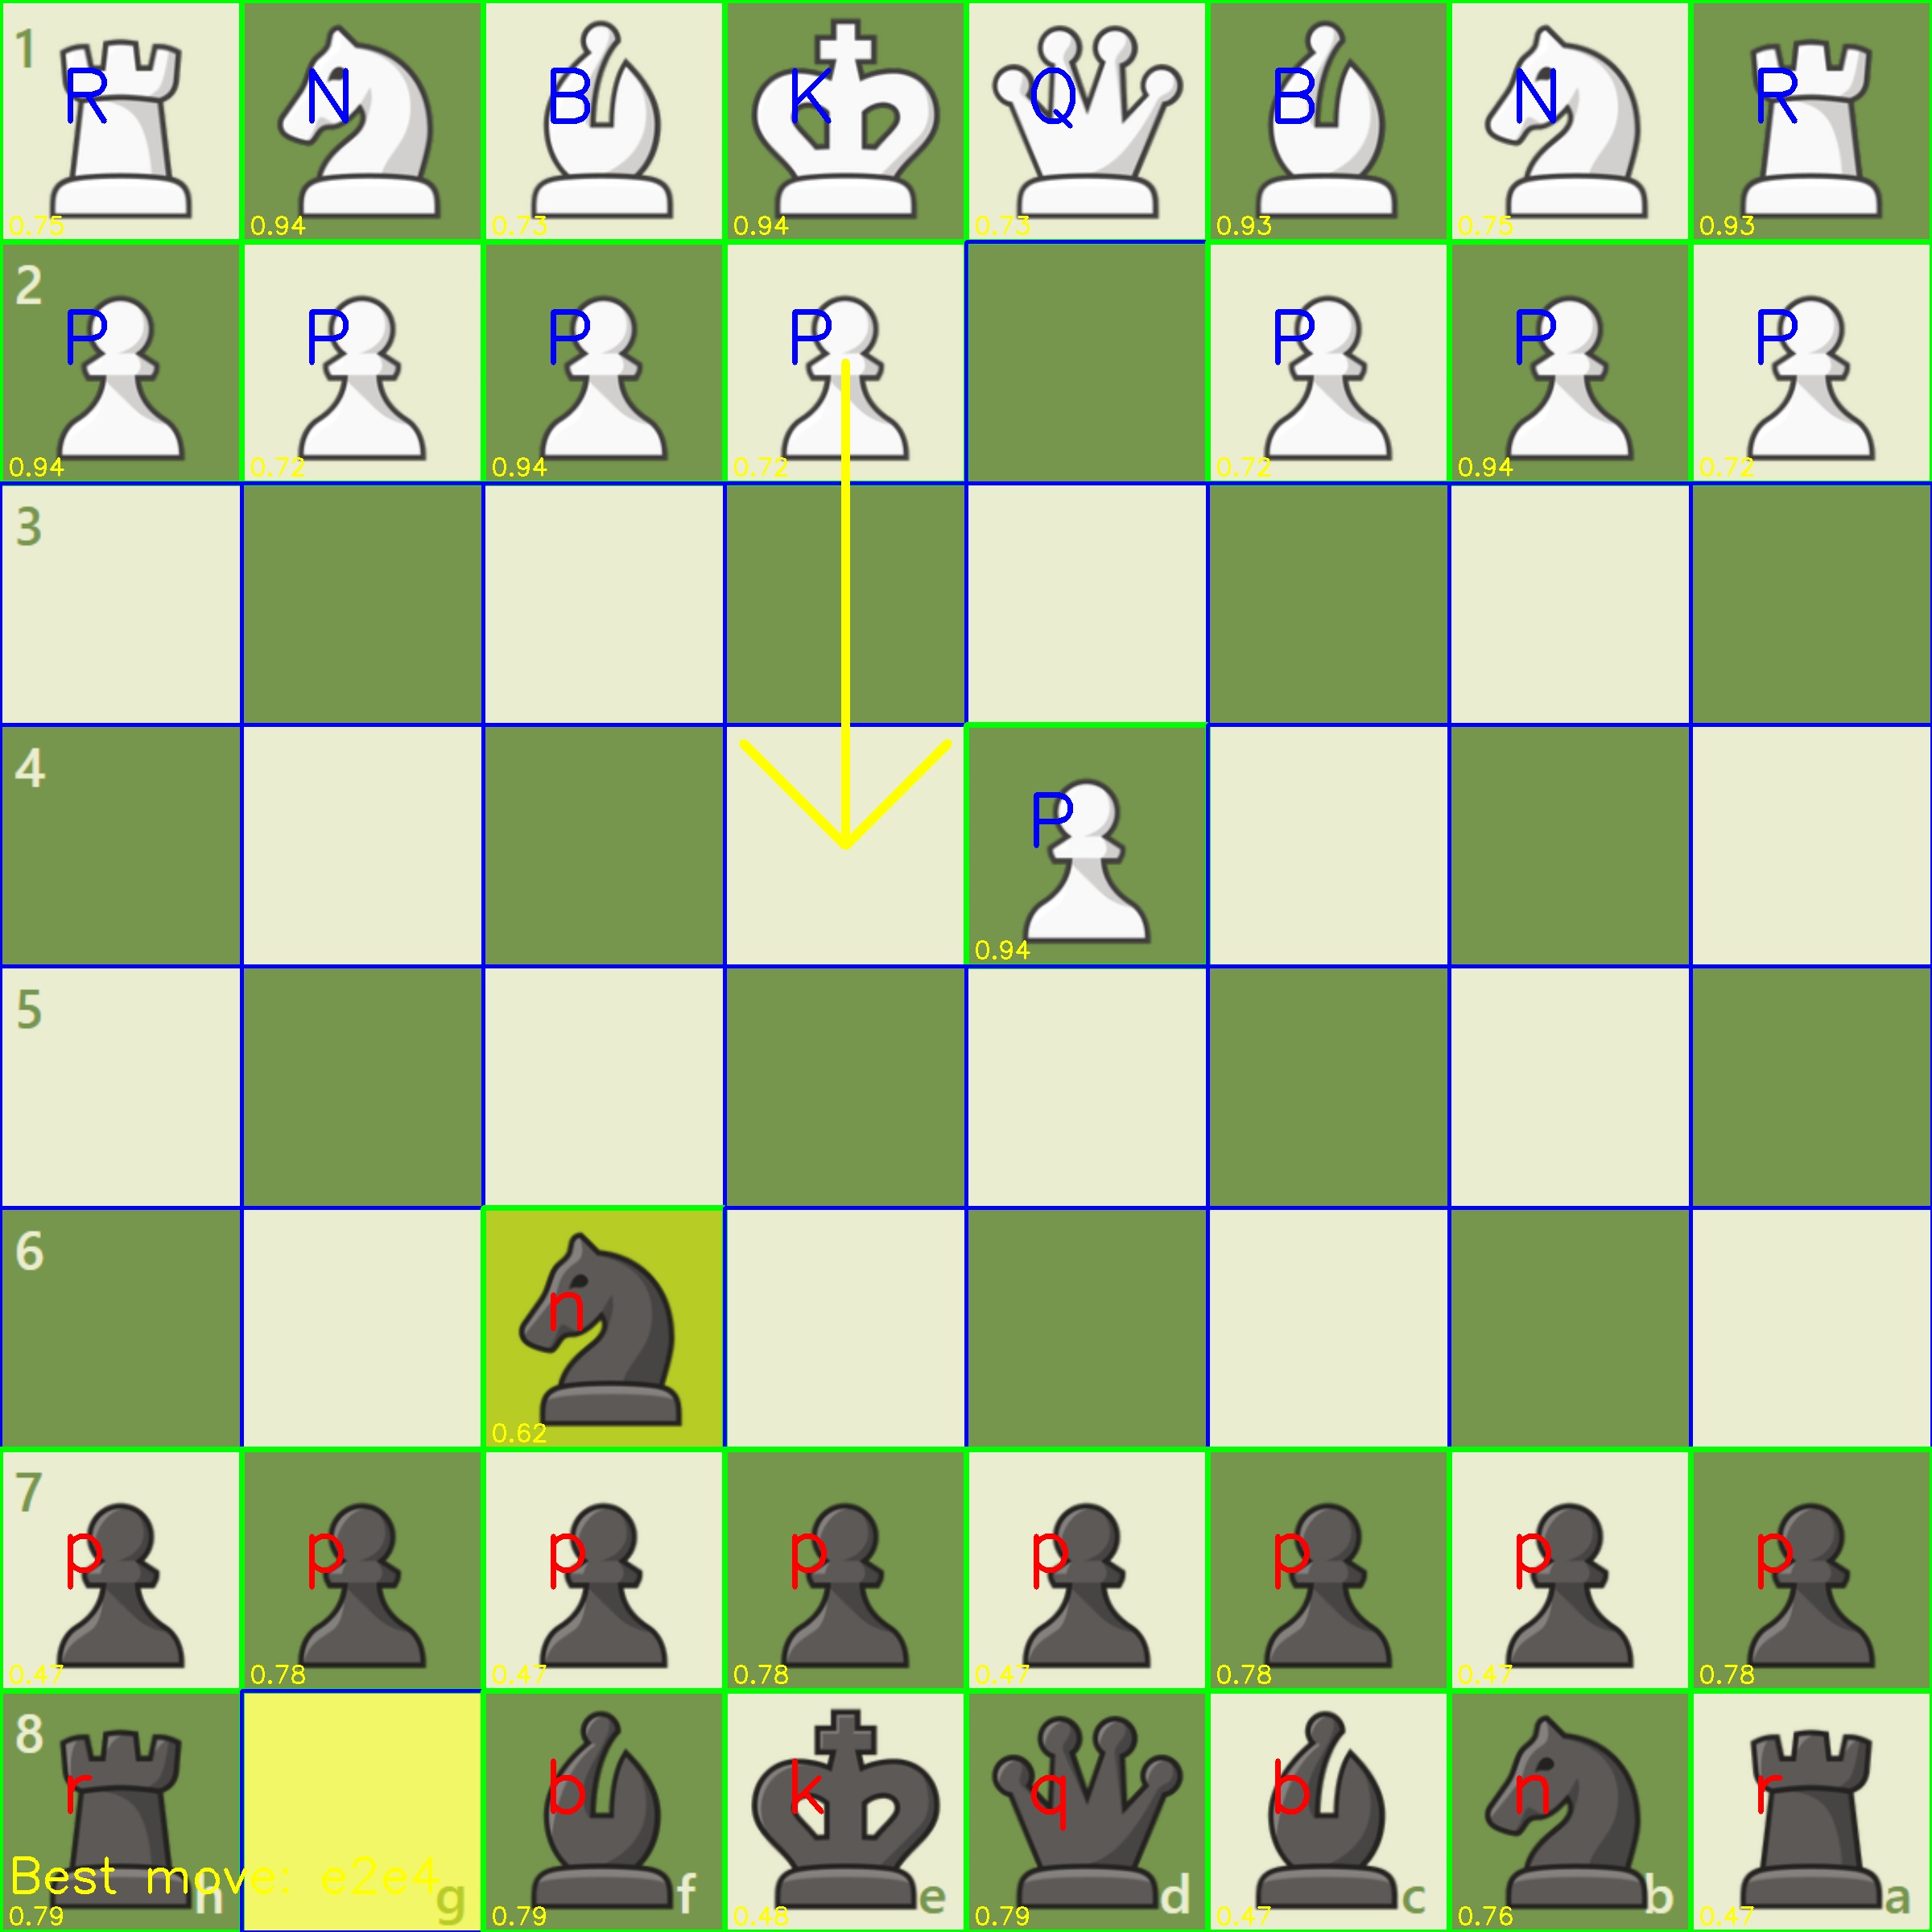 1 R N B K Q B N R
0.75 0.94 0.73 0.94 0.73 0.93 0.75 0.93
2 P P P P P P P
0.94 0.72 0.94 0.72 0.72 0.94 0.72
3
4 P
0.94
5
6 n
0.62
7 p p p p p p p p
0.47 0.78 0.47 0.78 0.47 0.78 0.47 0.78
8 r b k q b n r
Best move: e2e4
h g f e d c b a
0.79 0.79 0.48 0.79 0.47 0.76 0.47